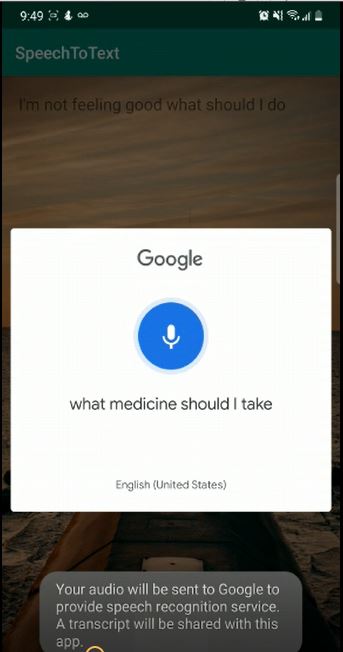 9:49
SpeechToText
I'm not feeling good what should I do
Google
what medicine should I take
English (United States)
Your audio will be sent to Google to
provide speech recognition service.
A transcript will be shared with this
app.